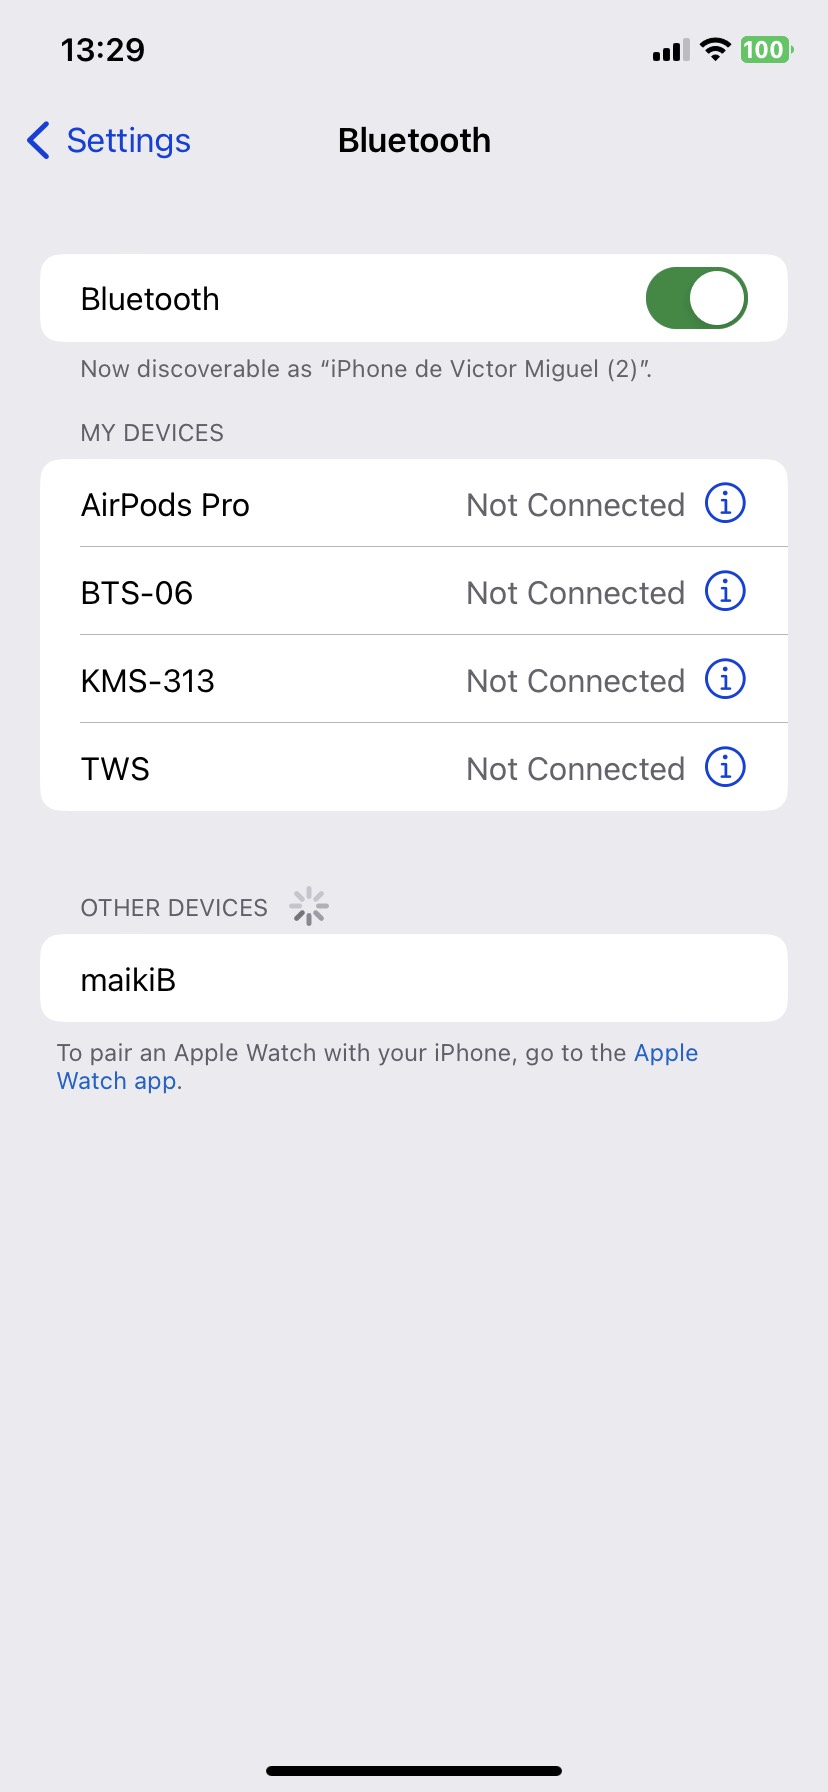 13:29
100
Settings
Bluetooth
Bluetooth
Now discoverable as “iPhone de Victor Miguel (2)”.
MY DEVICES
AirPods Pro Not Connected
BTS-06 Not Connected
KMS-313 Not Connected
TWS Not Connected
OTHER DEVICES
maikiB
To pair an Apple Watch with your iPhone, go to the Apple
Watch app.